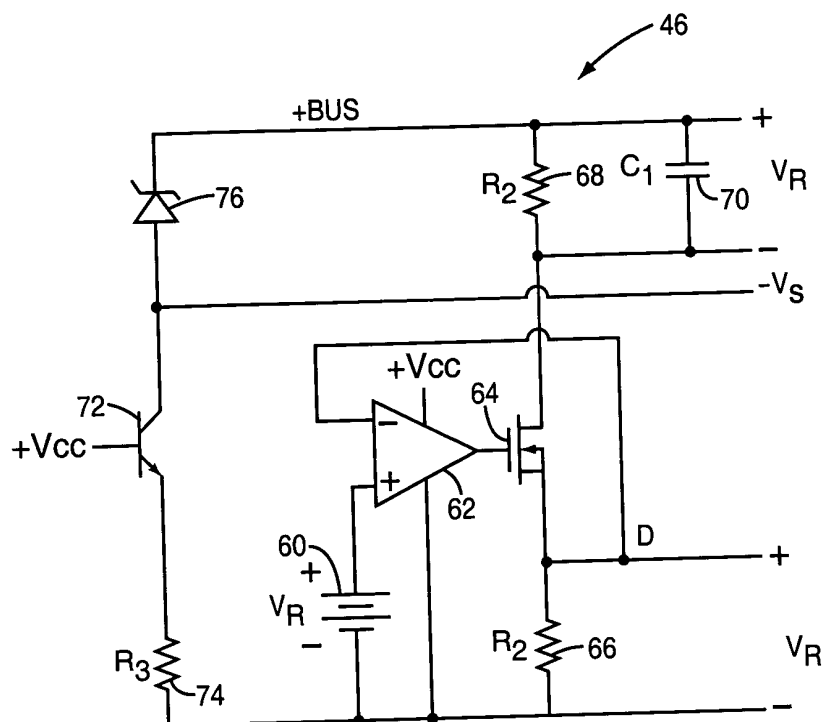 46
+BUS
+
R2
68
C1
70
VR
76
−
-VS
+VCC
72
64
+VCC
−
+
62
60
+
VR
−
D
+
R3
74
R2
66
VR
−